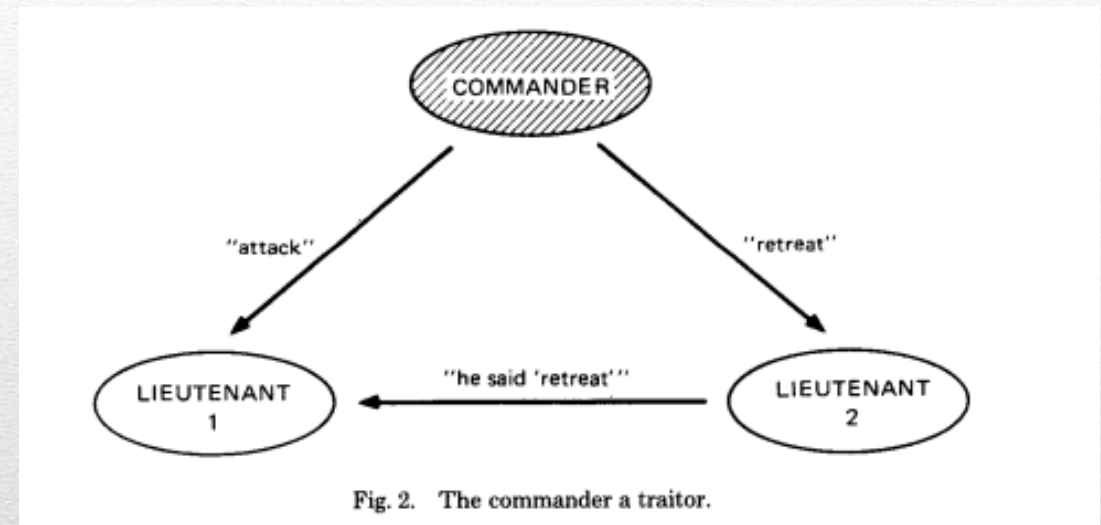 COMMANDER
"attack"
"retreat"
"he said 'retreat'"
LIEUTENANT
1
LIEUTENANT
2
Fig. 2. The commander a traitor.